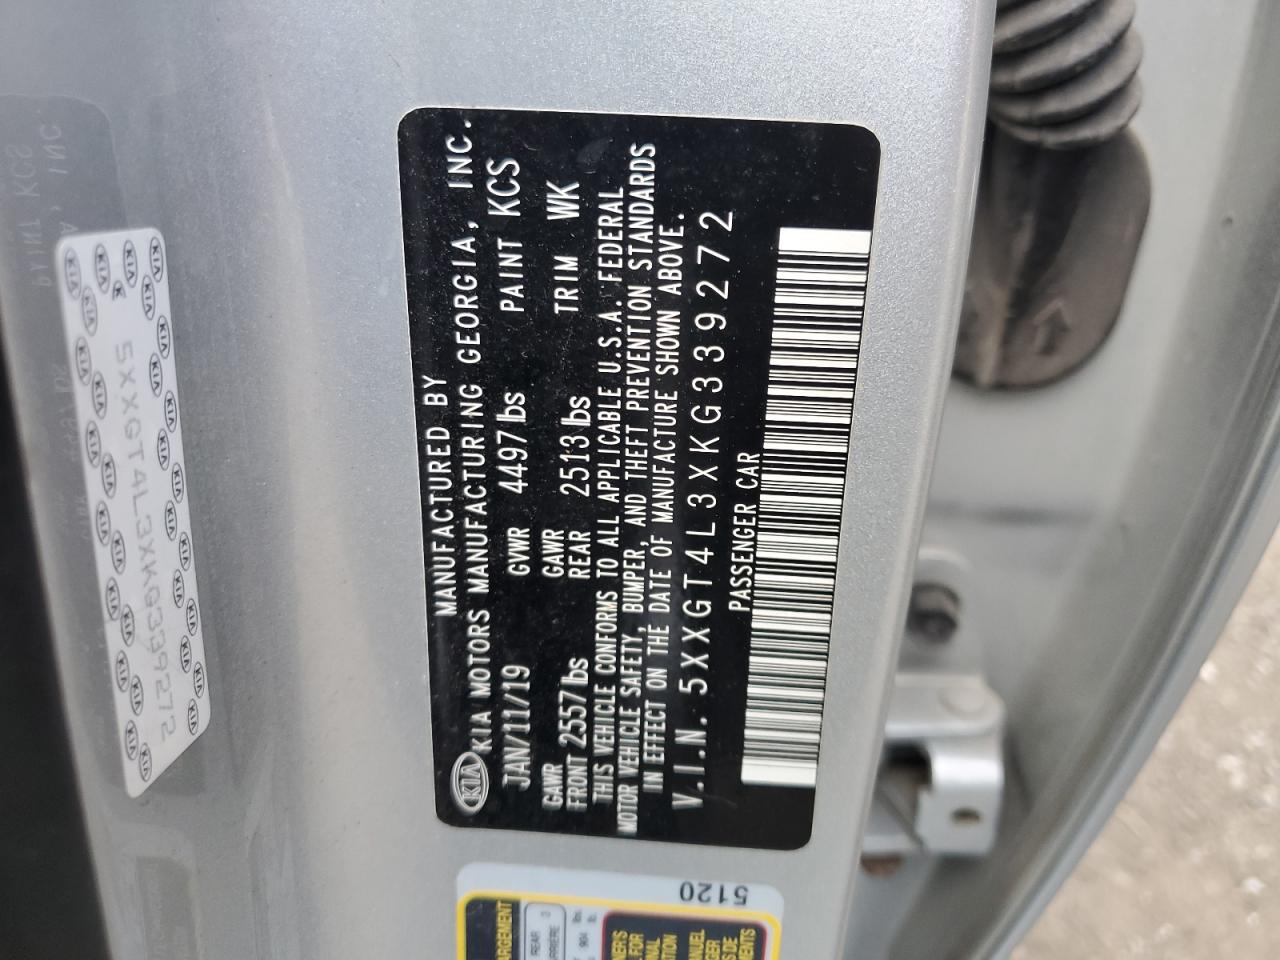 MANUFACTURED BY
KIA KIA MOTORS MANUFACTURING GEORGIA, INC.
JAN/11/19 GVWR 4497 lbs PAINT KCS
GAWR FRONT 2557 lbs GAWR REAR 2513 lbs TRIM WK
THIS VEHICLE CONFORMS TO ALL APPLICABLE U.S.A. FEDERAL
MOTOR VEHICLE SAFETY, BUMPER, AND THEFT PREVENTION STANDARDS
IN EFFECT ON THE DATE OF MANUFACTURE SHOWN ABOVE.
V.I.N. 5XXGT4L3XKG339272
PASSENGER CAR
5XXGT4L3XKG339272
5120
REAR